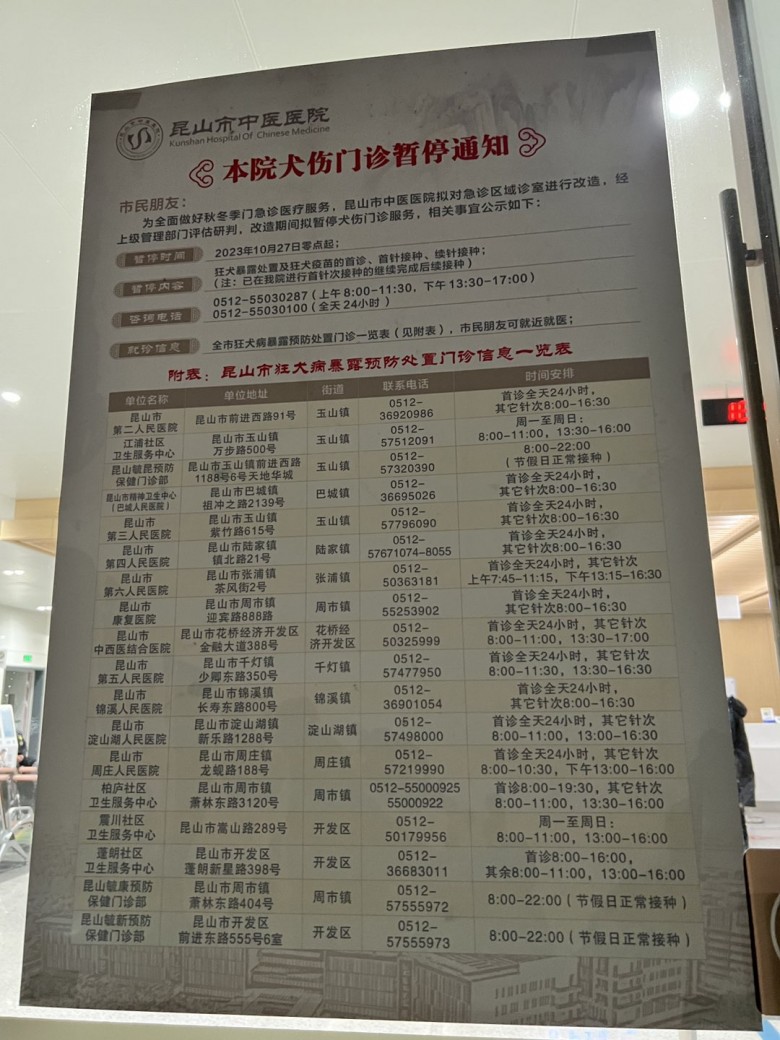 昆山市中医医院
Kunshan Hospital Of Chinese Medicine
本院犬伤门诊暂停通知
市民朋友：
为全面做好秋冬季门急诊医疗服务，昆山市中医医院拟对急诊区域诊室进行改造，经
上级管理部门评估研判，改造期间拟暂停犬伤门诊服务，相关事宜公示如下：
暂停时间 2023年10月27日零点起；
暂停内容 狂犬暴露处置及狂犬疫苗的首诊、首针接种、续针接种；
（注：已在我院进行首针次接种的继续完成后续接种）
咨询电话 0512-55030287（上午8:00-11:30，下午13:30-17:00）
0512-55030100（全天24小时）
就诊信息 全市狂犬病暴露预防处置门诊一览表（见附表），市民朋友可就近就医；
附表：昆山市狂犬病暴露预防处置门诊信息一览表
单位名称 单位地址 街道 联系电话 时间安排
昆山市 第二人民医院 昆山市前进西路91号 玉山镇 0512-36920986 首诊全天24小时，其它针次8:00-16:30
江浦社区 卫生服务中心 昆山市玉山镇 万步路500号 玉山镇 0512-57512091 周一至周日：8:00-11:00，13:30-16:00
昆山毓昆预防 保健门诊部 昆山市玉山镇前进西路 1188号6号天地华城 玉山镇 0512-57320390 8:00-22:00（节假日正常接种）
昆山市精神卫生中心（巴城人民医院） 昆山市巴城镇 祖冲之路2139号 巴城镇 0512-36695026 首诊全天24小时，其它针次8:00-16:30
昆山市 第三人民医院 昆山市玉山镇 紫竹路615号 玉山镇 0512-57796090 首诊全天24小时，其它针次8:00-16:30
昆山市 第四人民医院 昆山市陆家镇 镇北路21号 陆家镇 0512-57671074-8055 首诊全天24小时，其它针次8:00-16:30
昆山市 第六人民医院 昆山市张浦镇 茶风街2号 张浦镇 0512-50363181 首诊全天24小时，其它针次 上午7:45-11:15，下午13:15-16:30
昆山市 康复医院 昆山市周市镇 迎宾路888路 周市镇 0512-55253902 首诊全天24小时，其它针次8:00-16:30
昆山市 中西医结合医院 昆山市花桥经济开发区 金融大道388号 花桥经济开发区 0512-50325999 首诊全天24小时，其它针次 8:00-11:00，13:30-17:00
昆山市 第五人民医院 昆山市千灯镇 少卿东路350号 千灯镇 0512-57477950 首诊全天24小时，其它针次 8:00-11:30，13:30-16:30
昆山市 锦溪人民医院 昆山市锦溪镇 长寿东路800号 锦溪镇 0512-36901054 首诊全天24小时，其它针次8:00-16:30
昆山市 淀山湖人民医院 昆山市淀山湖镇 新乐路1288号 淀山湖镇 0512-57498000 首诊全天24小时，其它针次 8:00-11:00，13:00-16:30
昆山市 周庄人民医院 昆山市周庄镇 龙蚬路188号 周庄镇 0512-57219990 首诊全天24小时，其它针次 8:00-10:30，下午13:00-16:00
柏庐社区 卫生服务中心 昆山市周市镇 萧林东路3120号 周市镇 0512-55000925 55000922 首诊8:00-19:30，其它针次 8:00-11:00，13:30-16:00
震川社区 卫生服务中心 昆山市嵩山路289号 开发区 0512-50179956 周一至周日：8:00-11:00，13:00-16:00
蓬朗社区 卫生服务中心 昆山市开发区 蓬朗新星路398号 开发区 0512-36683011 首诊8:00-16:00，其余8:00-11:00，13:00-16:00
昆山毓康预防 保健门诊部 昆山市周市镇 萧林东路404号 周市镇 0512-57555972 8:00-22:00（节假日正常接种）
昆山毓新预防 保健门诊部 昆山市开发区 前进东路555号6室 开发区 0512-57555973 8:00-22:00（节假日正常接种）